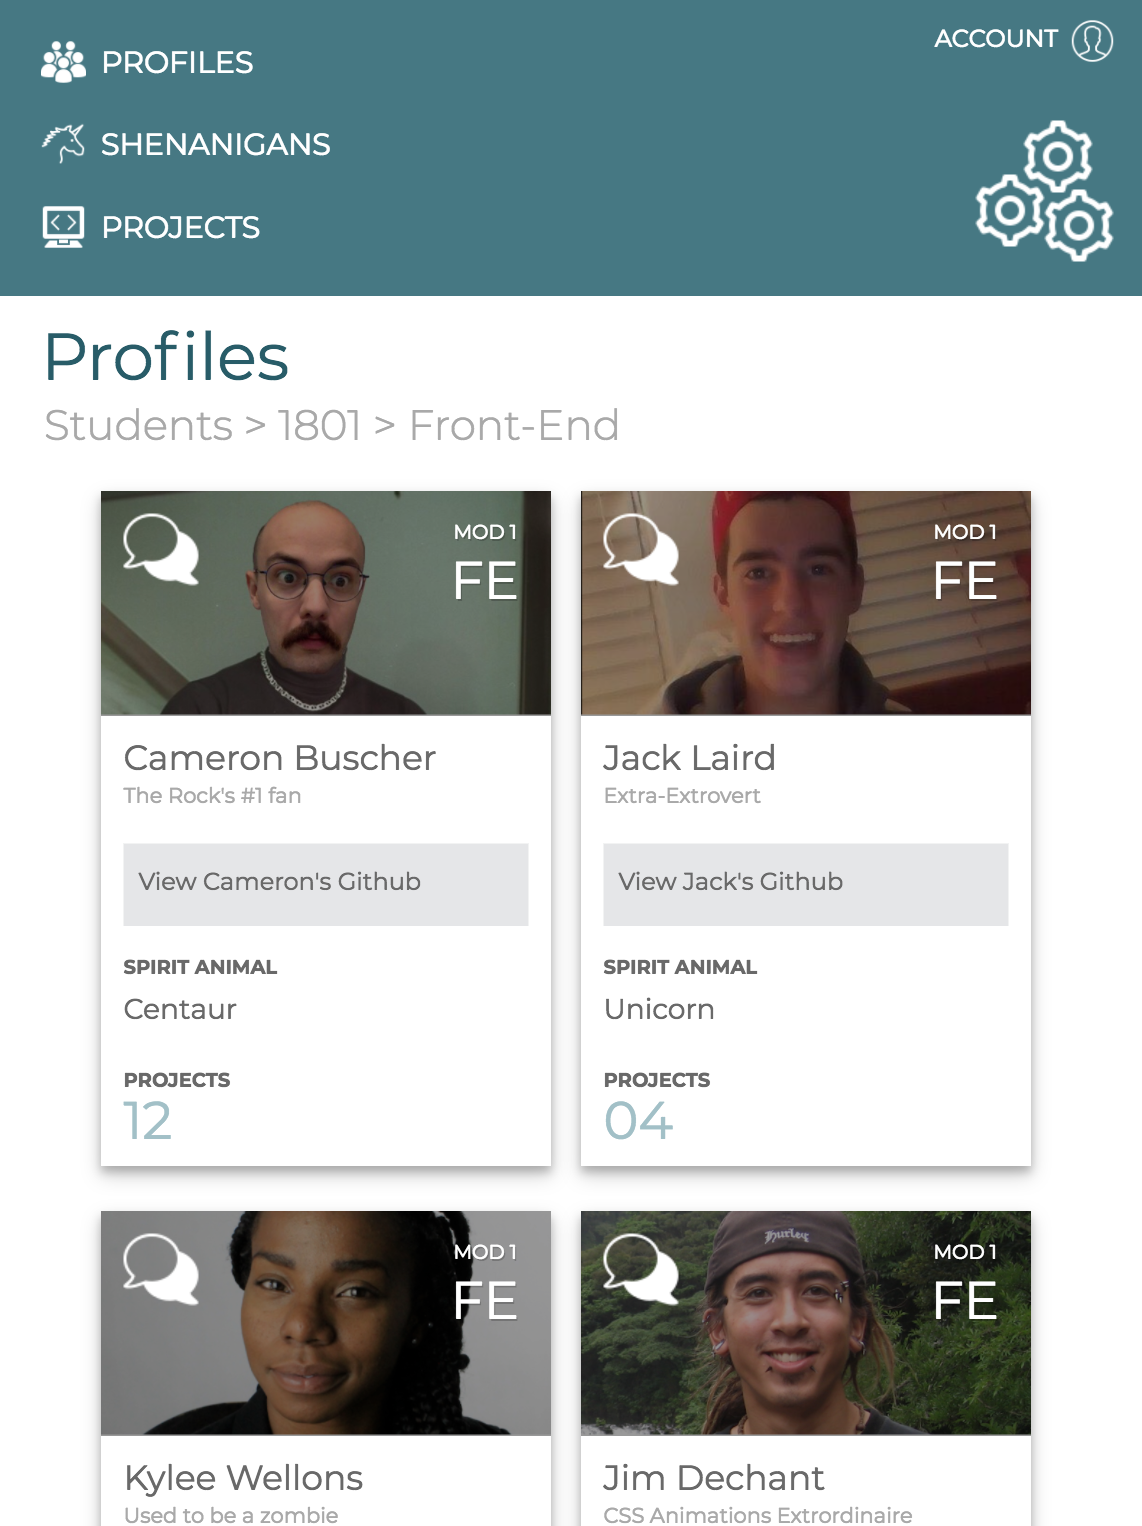 PROFILES
ACCOUNT
SHENANIGANS
PROJECTS
Profiles
Students > 1801 > Front-End
MOD 1
FE
Cameron Buscher
The Rock's #1 fan
View Cameron's Github
SPIRIT ANIMAL
Centaur
PROJECTS
12
MOD 1
FE
Jack Laird
Extra-Extrovert
View Jack's Github
SPIRIT ANIMAL
Unicorn
PROJECTS
04
MOD 1
FE
Kylee Wellons
Used to be a zombie
Hurley
MOD 1
FE
Jim Dechant
CSS Animations Extrordinaire